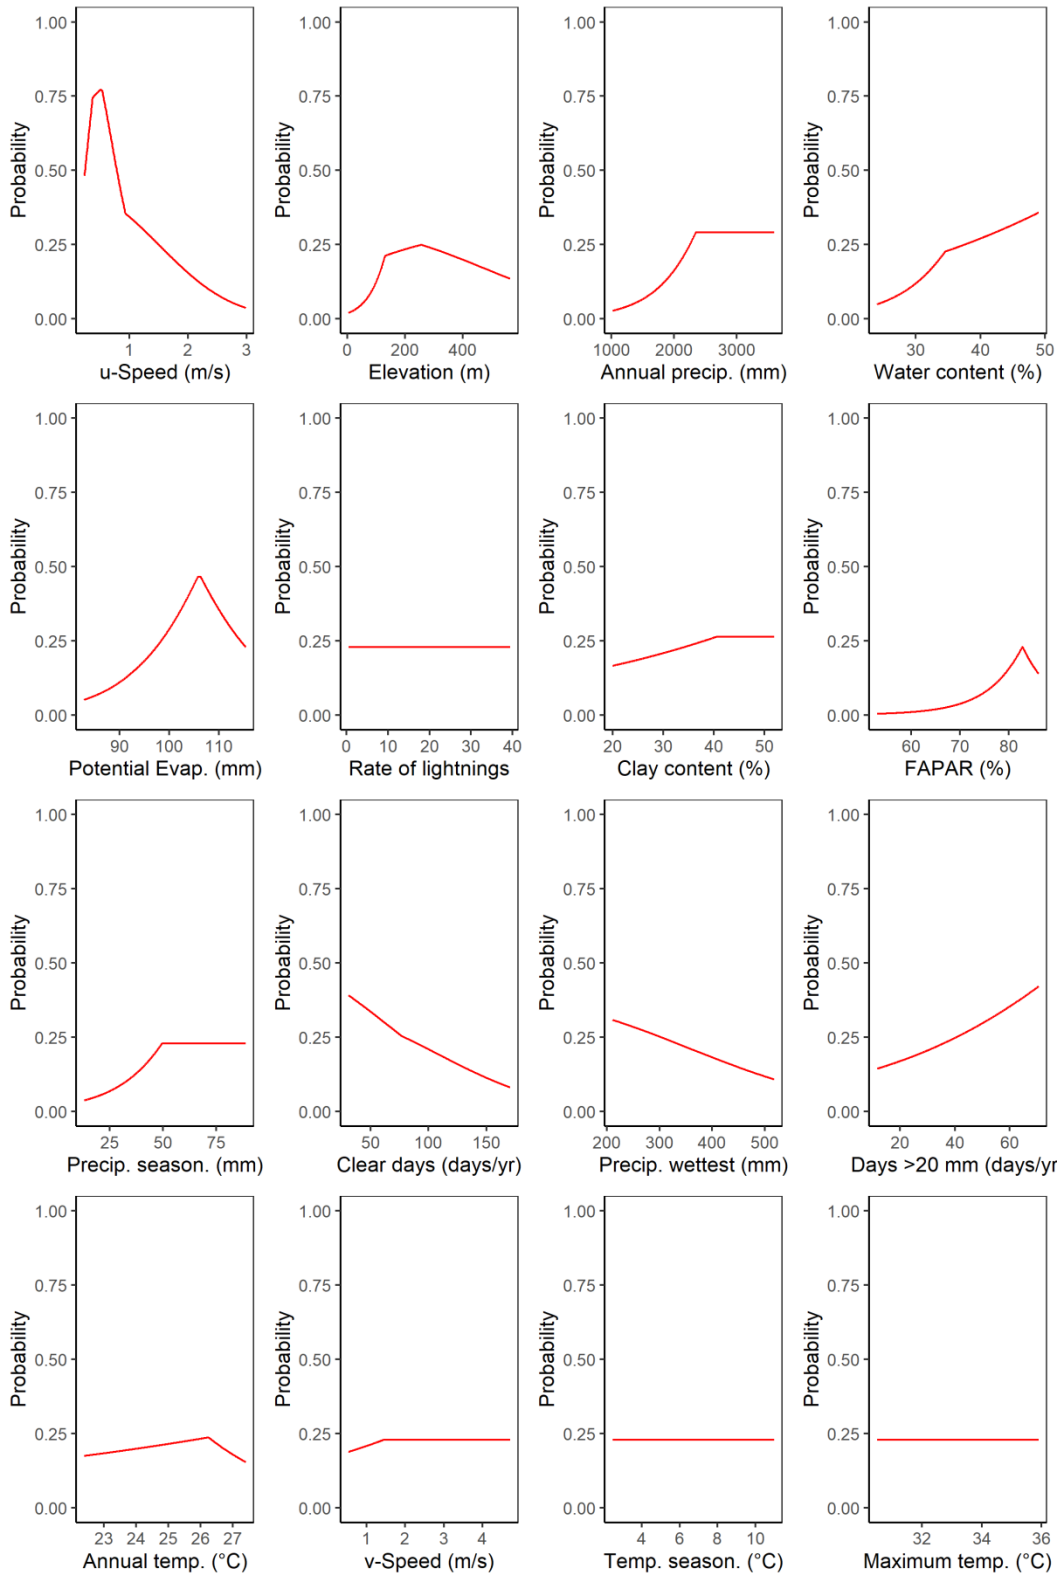 1.00
0.75
0.50
0.25
0.00
Probability
1 2 3
u-Speed (m/s)
1.00
0.75
0.50
0.25
0.00
Probability
0 200 400
Elevation (m)
1.00
0.75
0.50
0.25
0.00
Probability
1000 2000 3000
Annual precip. (mm)
1.00
0.75
0.50
0.25
0.00
Probability
30 40 50
Water content (%)
1.00
0.75
0.50
0.25
0.00
Probability
90 100 110
Potential Evap. (mm)
1.00
0.75
0.50
0.25
0.00
Probability
0 10 20 30 40
Rate of lightnings
1.00
0.75
0.50
0.25
0.00
Probability
20 30 40 50
Clay content (%)
1.00
0.75
0.50
0.25
0.00
Probability
60 70 80
FAPAR (%)
1.00
0.75
0.50
0.25
0.00
Probability
25 50 75
Precip. season. (mm)
1.00
0.75
0.50
0.25
0.00
Probability
50 100 150
Clear days (days/yr)
1.00
0.75
0.50
0.25
0.00
Probability
200 300 400 500
Precip. wettest (mm)
1.00
0.75
0.50
0.25
0.00
Probability
20 40 60
Days >20 mm (days/yr
1.00
0.75
0.50
0.25
0.00
Probability
23 24 25 26 27
Annual temp. (°C)
1.00
0.75
0.50
0.25
0.00
Probability
1 2 3 4
v-Speed (m/s)
1.00
0.75
0.50
0.25
0.00
Probability
4 6 8 10
Temp. season. (°C)
1.00
0.75
0.50
0.25
0.00
Probability
32 34 36
Maximum temp. (°C)